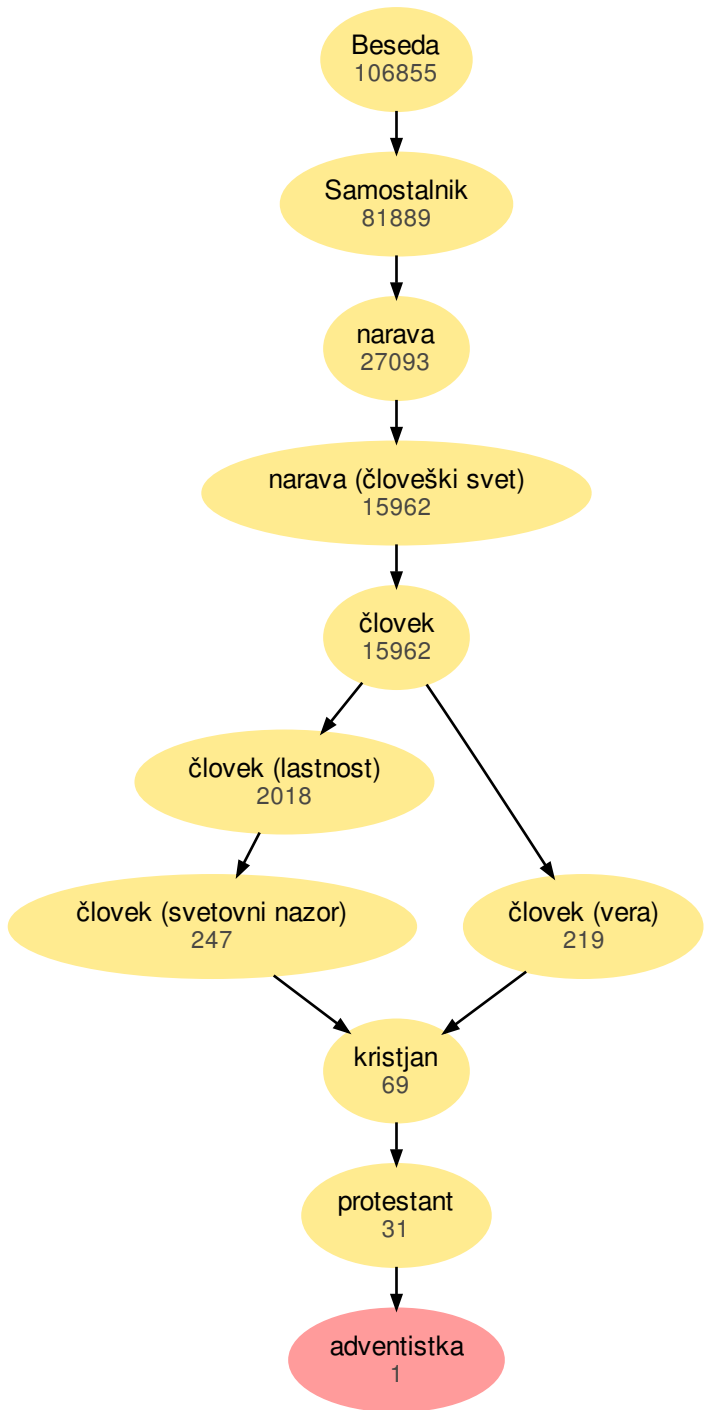 Beseda
106855
Samostalnik
81889
narava
27093
narava (človeški svet)
15962
človek
15962
človek (lastnost)
2018
človek (svetovni nazor)
247
človek (vera)
219
kristjan
69
protestant
31
adventistka
1